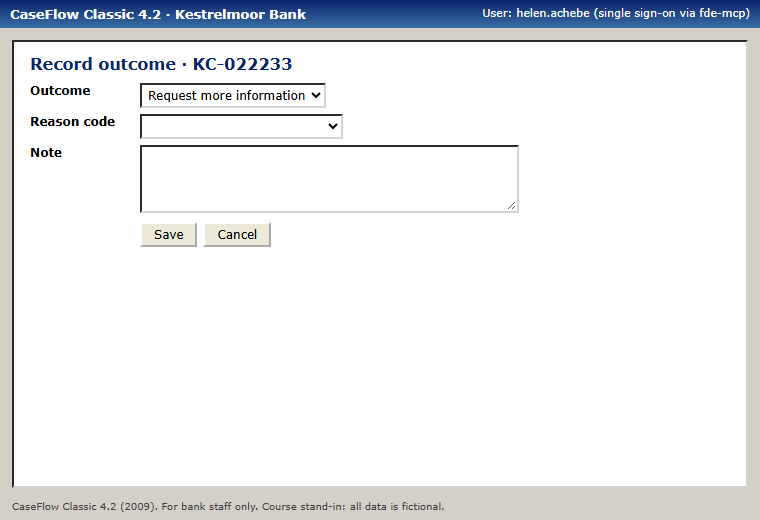 CaseFlow Classic 4.2 · Kestrelmoor Bank
User: helen.achebe (single sign-on via fde-mcp)
Record outcome · KC-022233
Outcome
Request more information
Reason code
Note
Save
Cancel
CaseFlow Classic 4.2 (2009). For bank staff only. Course stand-in: all data is fictional.